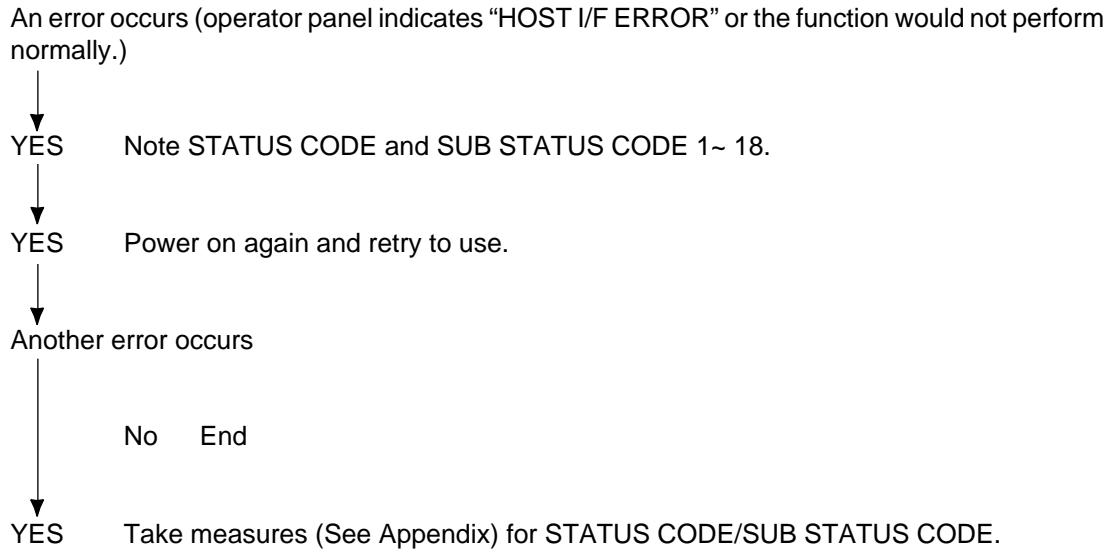 An error occurs (operator panel indicates “HOST I/F ERROR” or the function would not perform
normally.)
YES Note STATUS CODE and SUB STATUS CODE 1~ 18.
YES Power on again and retry to use.
Another error occurs
No End
YES Take measures (See Appendix) for STATUS CODE/SUB STATUS CODE.